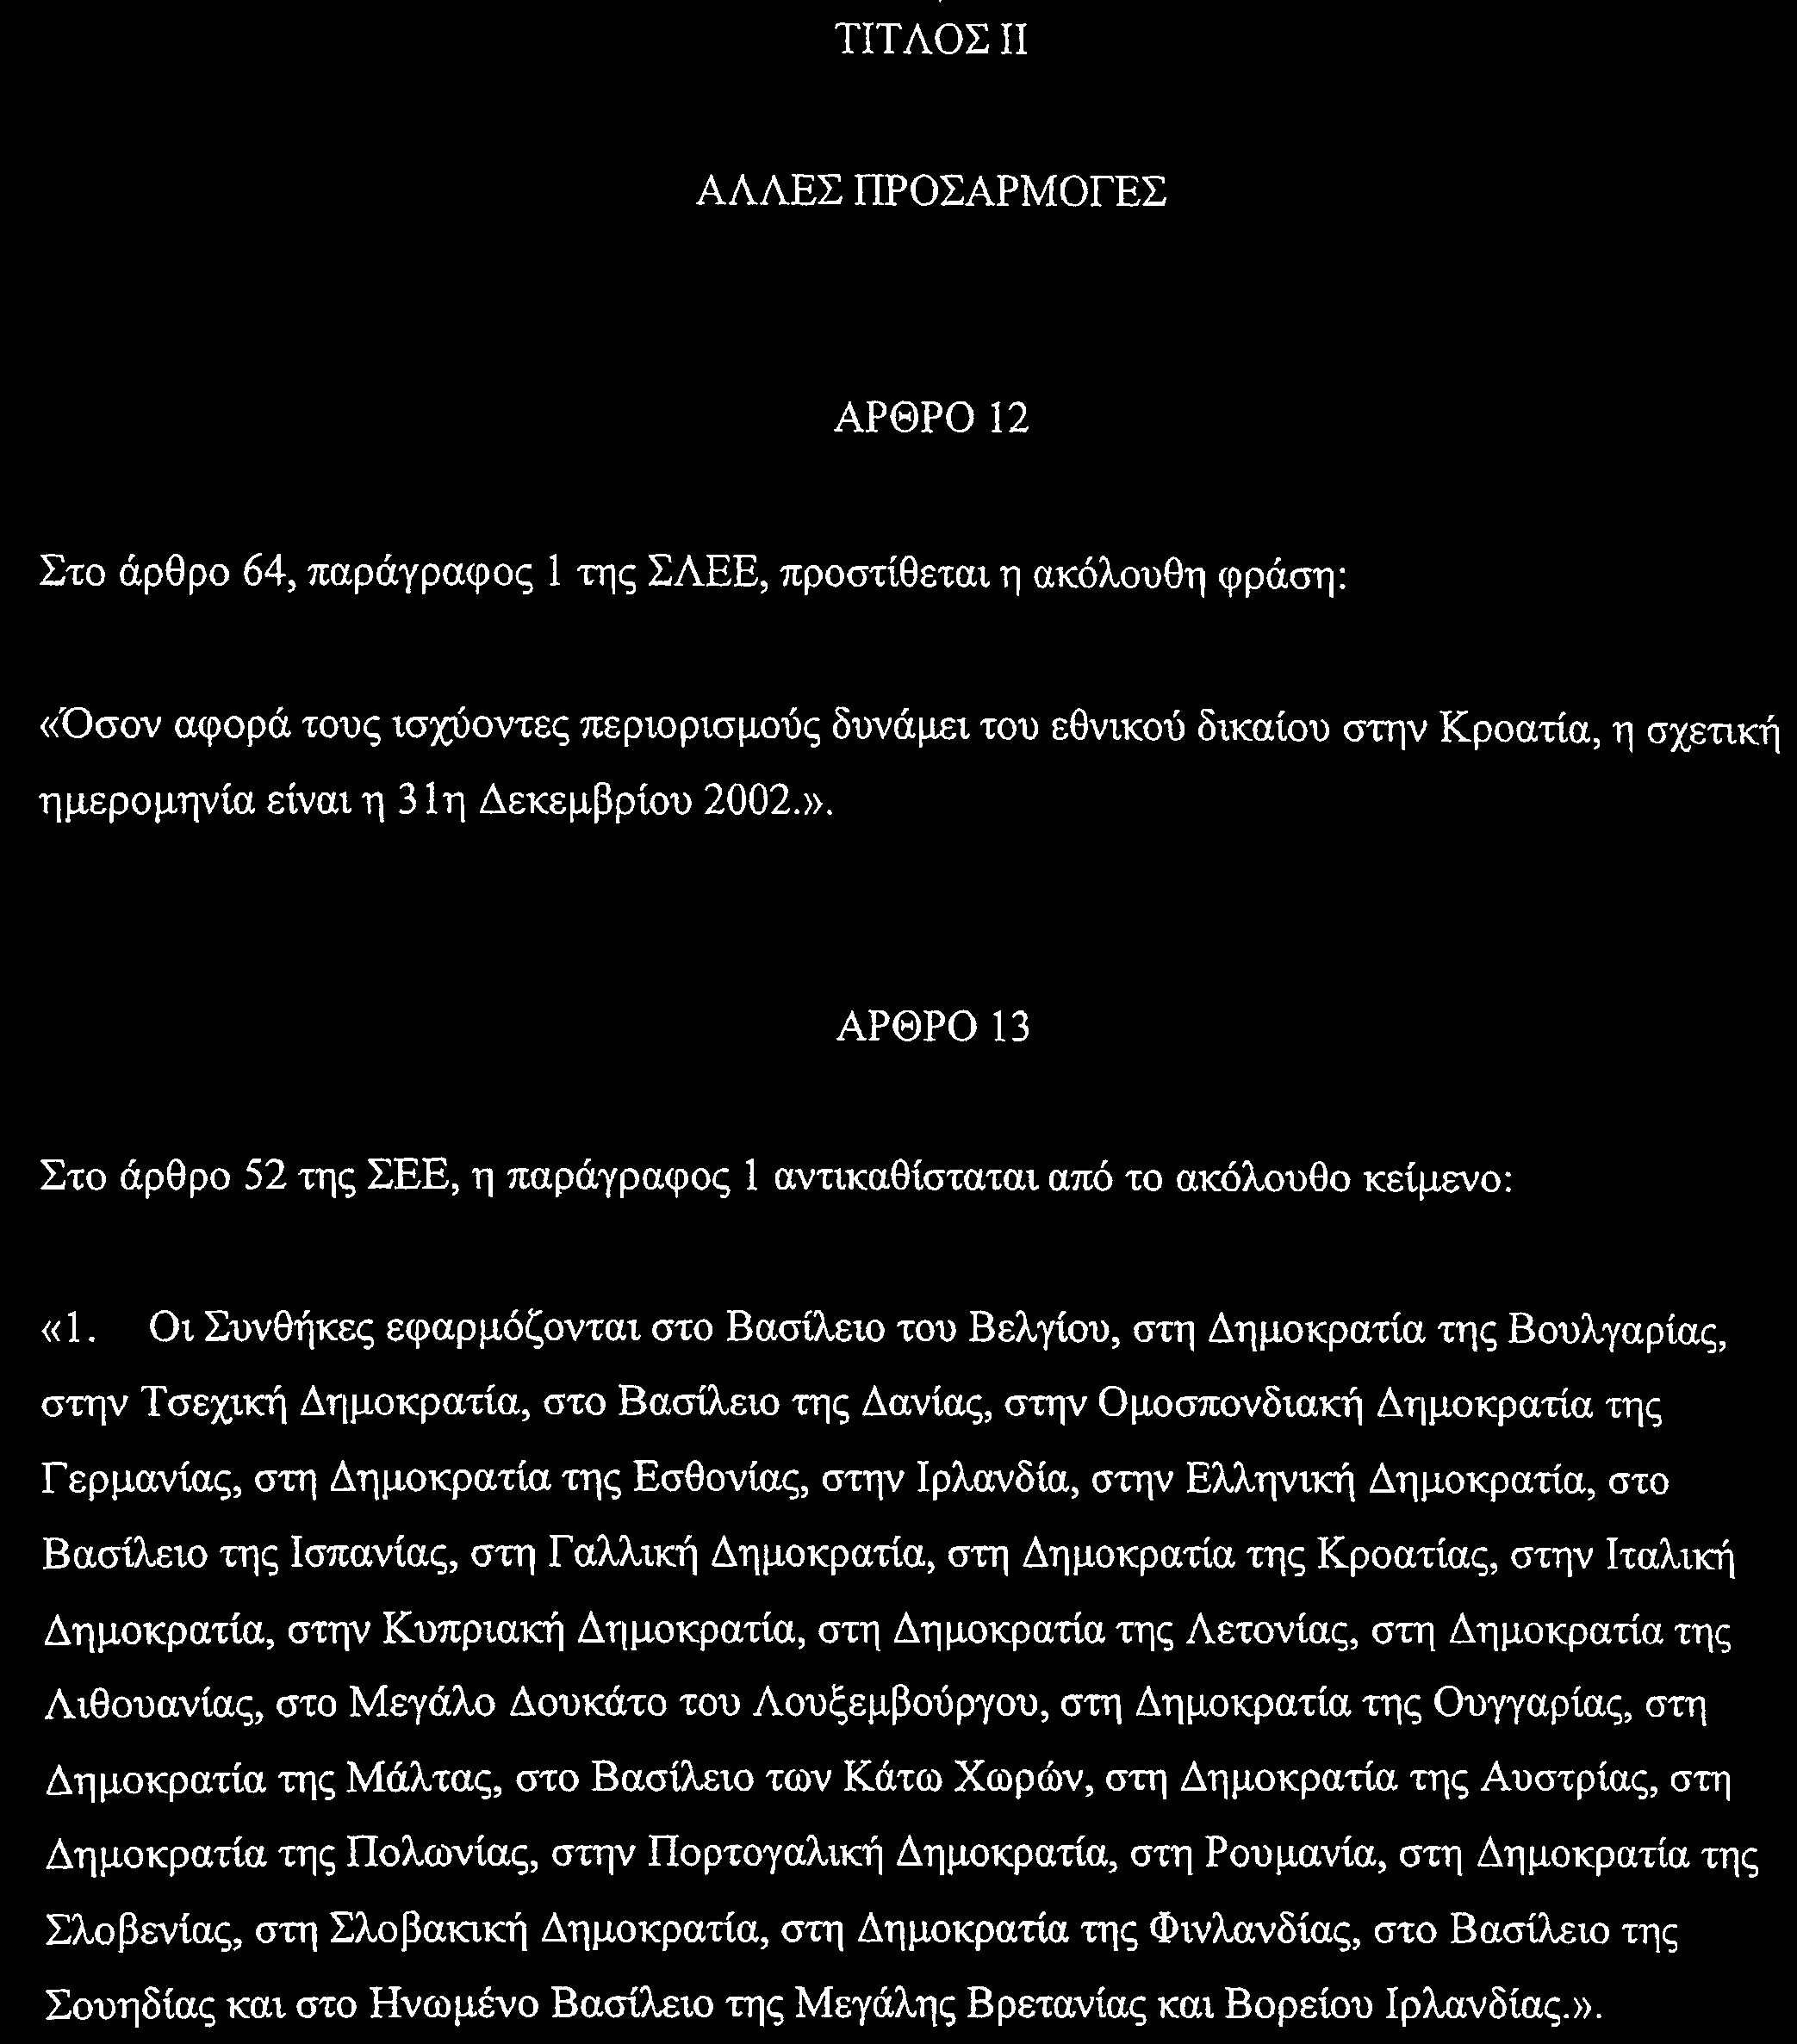 ΤΙΤΛΟΣ ΙΙ
ΑΛΛΕΣ ΠΡΟΣΑΡΜΟΓΕΣ
ΑΡΘΡΟ 12
Στο άρθρο 64, παράγραφος 1 της ΣΛΕΕ, προστίθεται η ακόλουθη φράση:
«Όσον αφορά τους ισχύοντες περιορισμούς δυνάμει του εθνικού δικαίου στην Κροατία, η σχετική
ημερομηνία είναι η 31η Δεκεμβρίου 2002.».
ΑΡΘΡΟ 13
Στο άρθρο 52 της ΣΕΕ, η παράγραφος 1 αντικαθίσταται από το ακόλουθο κείμενο:
«1. Οι Συνθήκες εφαρμόζονται στο Βασίλειο του Βελγίου, στη Δημοκρατία της Βουλγαρίας,
στην Τσεχική Δημοκρατία, στο Βασίλειο της Δανίας, στην Ομοσπονδιακή Δημοκρατία της
Γερμανίας, στη Δημοκρατία της Εσθονίας, στην Ιρλανδία, στην Ελληνική Δημοκρατία, στο
Βασίλειο της Ισπανίας, στη Γαλλική Δημοκρατία, στη Δημοκρατία της Κροατίας, στην Ιταλική
Δημοκρατία, στην Κυπριακή Δημοκρατία, στη Δημοκρατία της Λετονίας, στη Δημοκρατία της
Λιθουανίας, στο Μεγάλο Δουκάτο του Λουξεμβούργου, στη Δημοκρατία της Ουγγαρίας, στη
Δημοκρατία της Μάλτας, στο Βασίλειο των Κάτω Χωρών, στη Δημοκρατία της Αυστρίας, στη
Δημοκρατία της Πολωνίας, στην Πορτογαλική Δημοκρατία, στη Ρουμανία, στη Δημοκρατία της
Σλοβενίας, στη Σλοβακική Δημοκρατία, στη Δημοκρατία της Φινλανδίας, στο Βασίλειο της
Σουηδίας και στο Ηνωμένο Βασίλειο της Μεγάλης Βρετανίας και Βορείου Ιρλανδίας.».